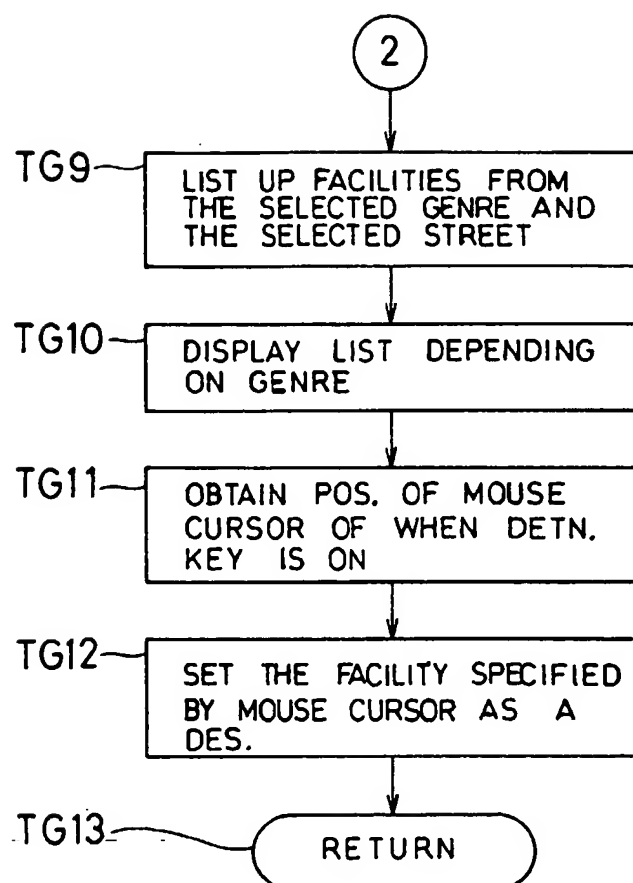 2
TG9
LIST UP FACILITIES FROM
THE SELECTED GENRE AND
THE SELECTED STREET
TG10
DISPLAY LIST DEPENDING
ON GENRE
TG11
OBTAIN POS. OF MOUSE
CURSOR OF WHEN DETN.
KEY IS ON
TG12
SET THE FACILITY SPECIFIED
BY MOUSE CURSOR AS A
DES.
TG13
RETURN